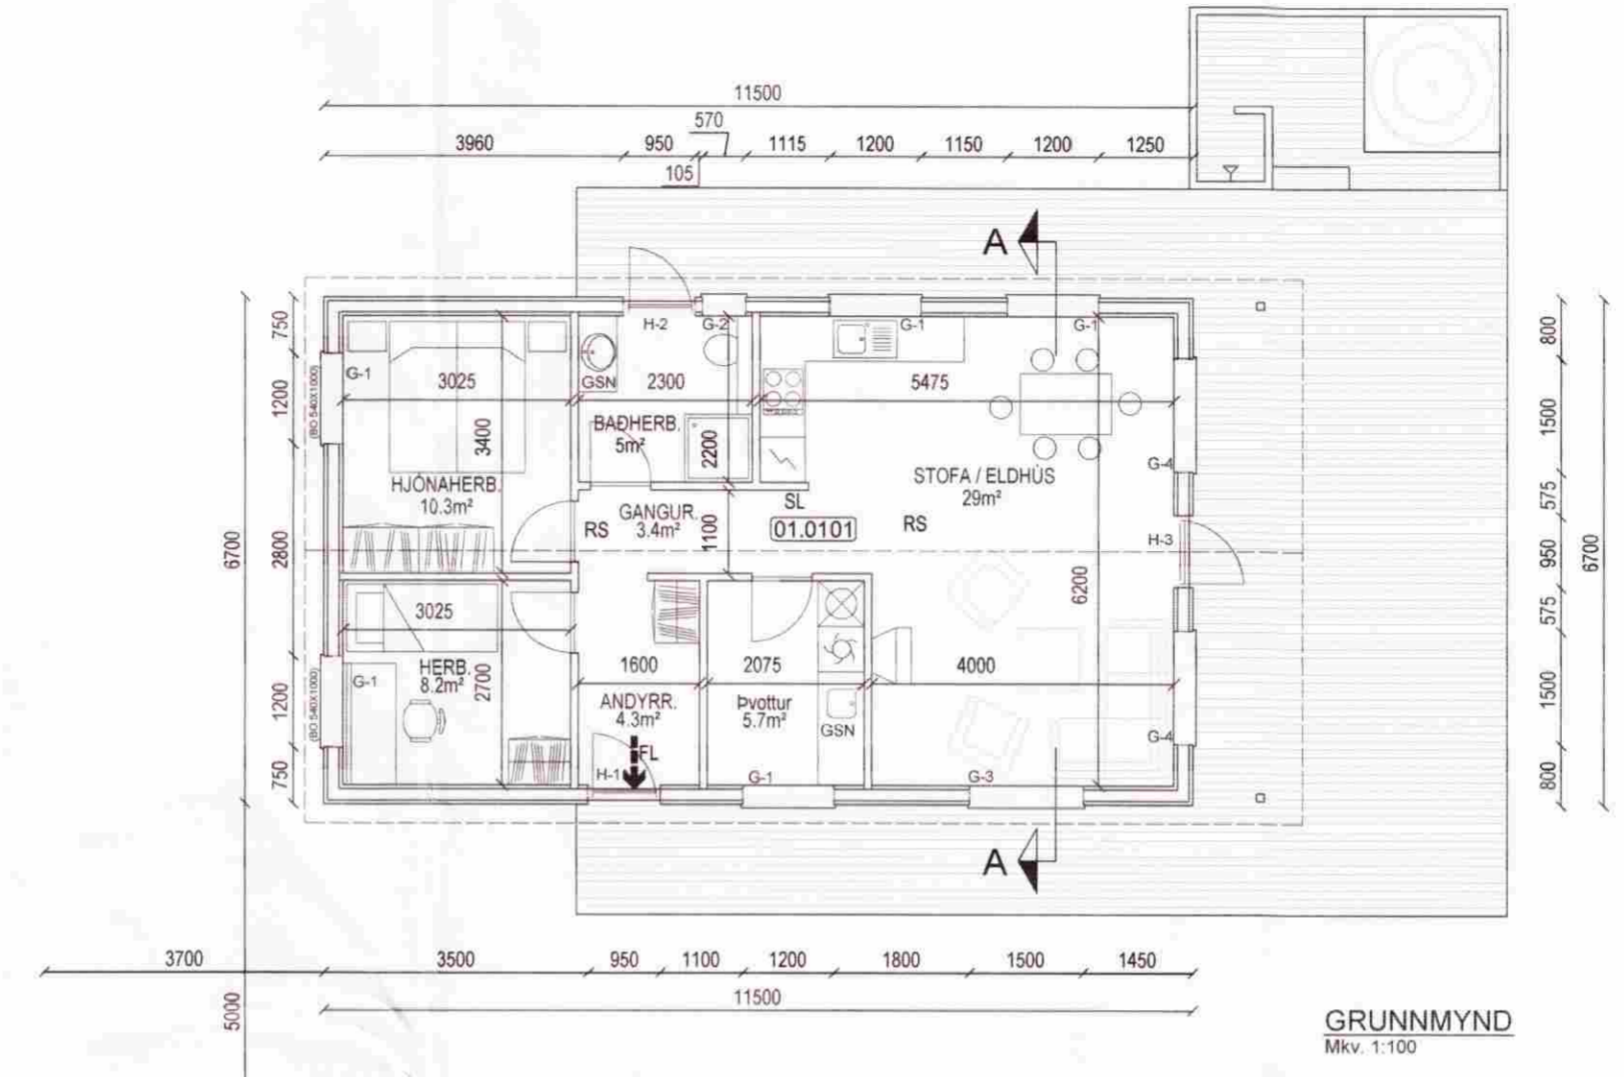 11500
570
3960
950
1115
1200
1150
1200
1250
105
A
H-2
G-2
G-1
G-1
750
800
G-1
3025
GSN
2300
5475
1200
(BO 540X1000)
1500
3400
BAÐHERB.
5m²
2200
G-4
HJÓNAHERB.
10.3m²
STOFA / ELDHÚS
29m²
SL
575
RS
GANGUR.
3.4m²
1100
01.0101
RS
H-3
6700
2800
950
6700
3025
6200
575
HERB.
8.2m²
G-1
2700
1600
2075
4000
1200
(BO 540X1000)
1500
ANDYRR.
4.3m²
Þvottur
5.7m²
GSN
G-4
FL
H-1
G-1
G-3
750
800
A
3700
3500
950
1100
1200
1800
1500
1450
11500
5000
GRUNNMYND
Mkv. 1:100